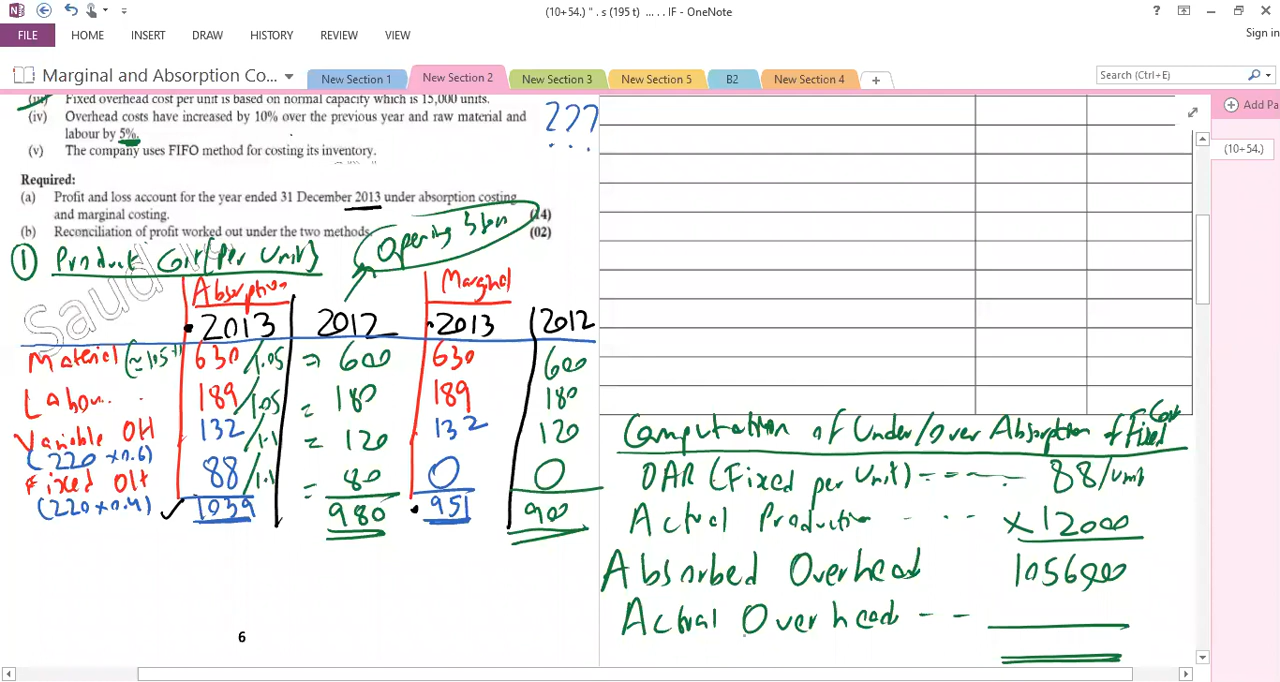 (10+54.) " . s (195 t) ... . . IF - OneNote
Sign in
FILE HOME INSERT DRAW HISTORY REVIEW VIEW
Marginal and Absorption Co...
New Section 1 New Section 2 New Section 3 New Section 5 B2 New Section 4 +
Search (Ctrl+E)
Add Pa
(10+54.)
(iii) Fixed overhead cost per unit is based on normal capacity which is 15,000 units.
(iv) Overhead costs have increased by 10% over the previous year and raw material and
labour by 5%.
(v) The company uses FIFO method for costing its inventory.
???
Required:
(a) Profit and loss account for the year ended 31 December 2013 under absorption costing
and marginal costing. (14)
(b) Reconciliation of profit worked out under the two methods. (02)
① Product Cost [Per Unit]
Opening
Saud
Absorption Marginal
2013 2012 2013 2012
Material 630 /1.05 = 600 630 600
Labour 189 /1.05 = 180 189 180
Variable OH 132 /1.1 = 120 132 120
(220 x 0.6)
Fixed OH 88 /1.1 = 80 0 0
(220 x 0.4) 1039 980 951 900
6
Computation of Under/Over Absorption of Fixed Cost
OAR (Fixed per Unit) 88/unit
Actual Production x 12000
Absorbed Overhead 1056000
Actual Overhead